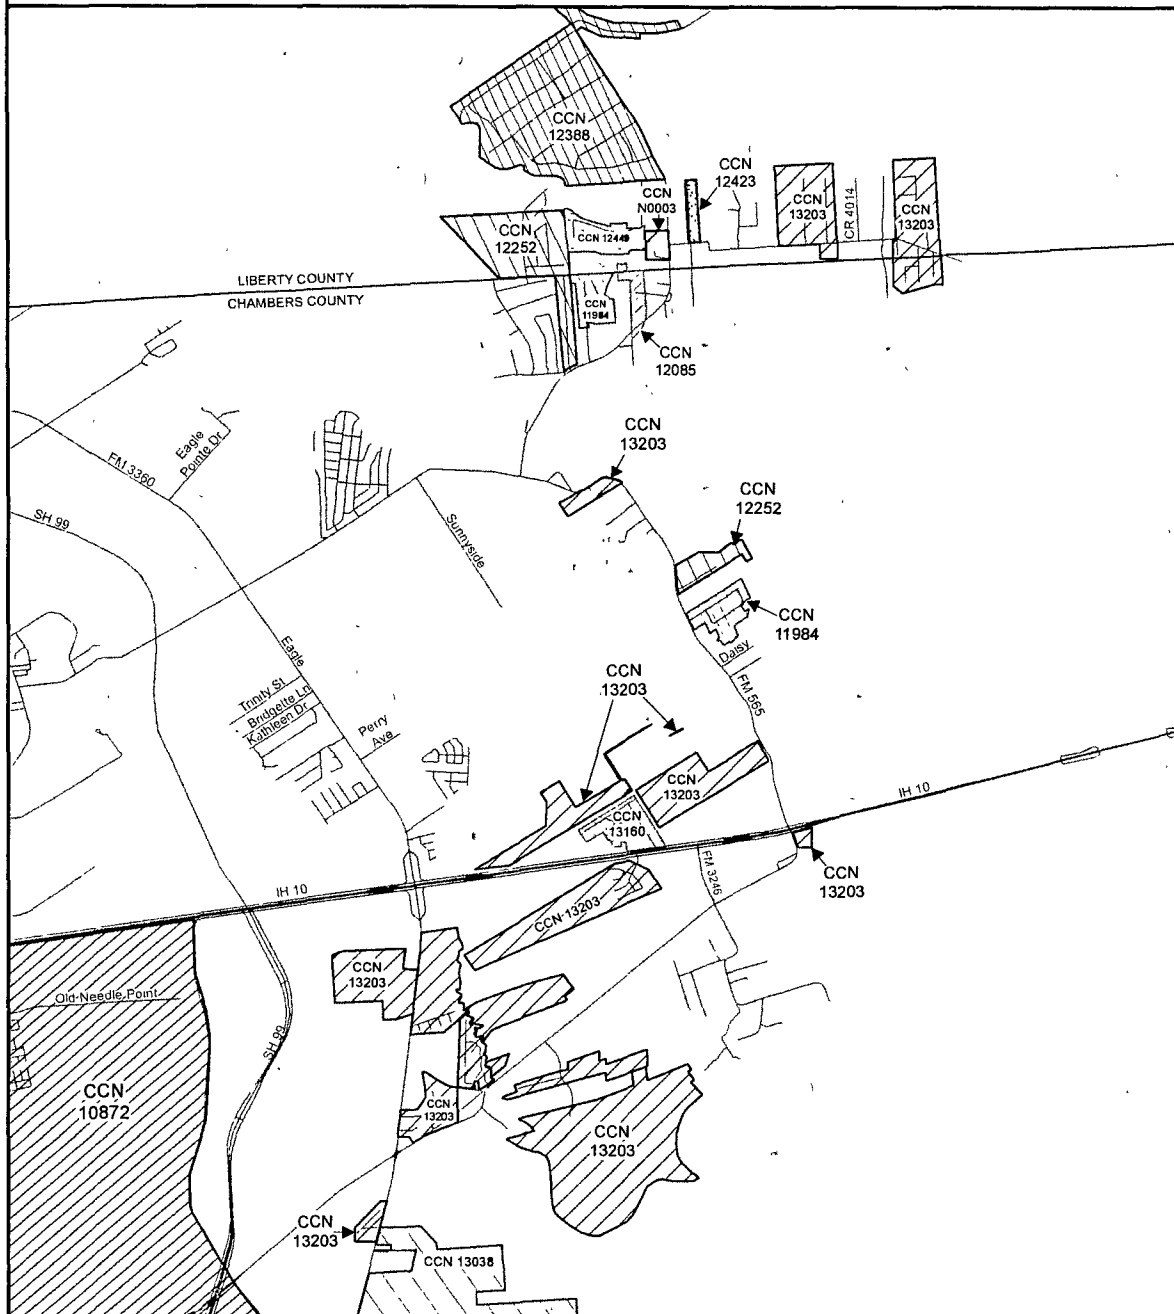 CCN
12388
CCN
12423
CCN
N0003
CCN
13203
CR 4014
CCN
13203
CCN
12252
CCN 12449
LIBERTY COUNTY
CHAMBERS COUNTY
CCN
11984
CCN
12085
CCN
13203
Eagle
Pointe Dr
FM 3360
SH 99
Sunnyside
CCN
12252
CCN
11984
Daisy
FM 565
Eagle
Trinity St
Bridgette Ln
Kathleen Dr
Perry
Ave
CCN
13203
CCN
13203
CCN
13160
IH 10
IH 10
FM 3246
CCN
13203
CCN 13203
CCN
13203
Old Needle Point
SH 99
CCN
10872
CCN
13203
CCN
13203
CCN
13203
CCN 13038